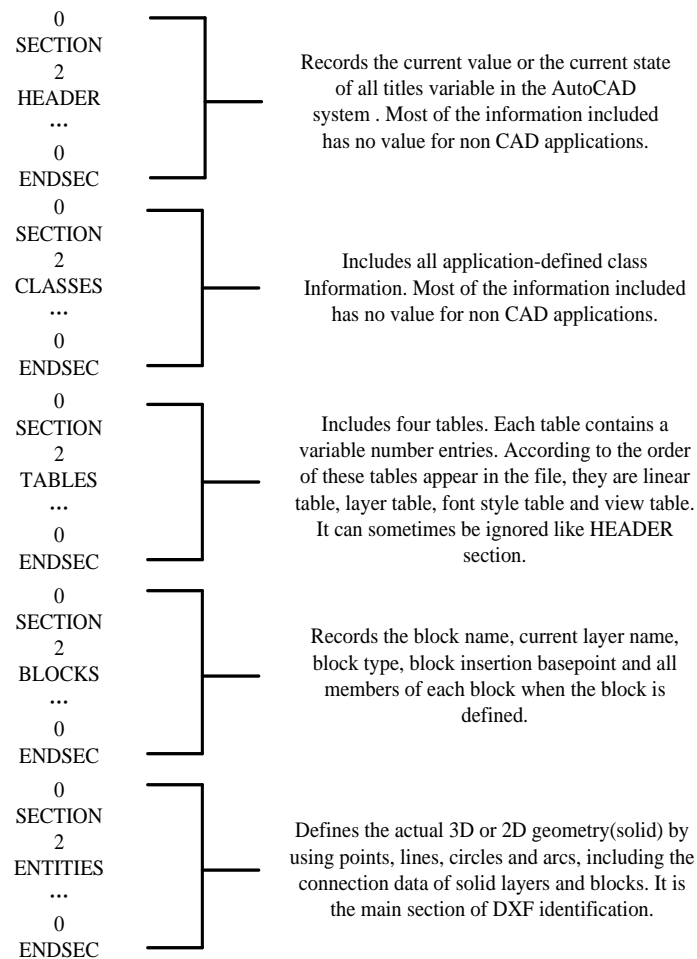 0
SECTION
2
HEADER
...
0
ENDSEC
Records the current value or the current state
of all titles variable in the AutoCAD
system . Most of the information included
has no value for non CAD applications.
0
SECTION
2
CLASSES
...
0
ENDSEC
Includes all application-defined class
Information. Most of the information included
has no value for non CAD applications.
0
SECTION
2
TABLES
...
0
ENDSEC
Includes four tables. Each table contains a
variable number entries. According to the order
of these tables appear in the file, they are linear
table, layer table, font style table and view table.
It can sometimes be ignored like HEADER
section.
0
SECTION
2
BLOCKS
...
0
ENDSEC
Records the block name, current layer name,
block type, block insertion basepoint and all
members of each block when the block is
defined.
0
SECTION
2
ENTITIES
...
0
ENDSEC
Defines the actual 3D or 2D geometry(solid) by
using points, lines, circles and arcs, including the
connection data of solid layers and blocks. It is
the main section of DXF identification.